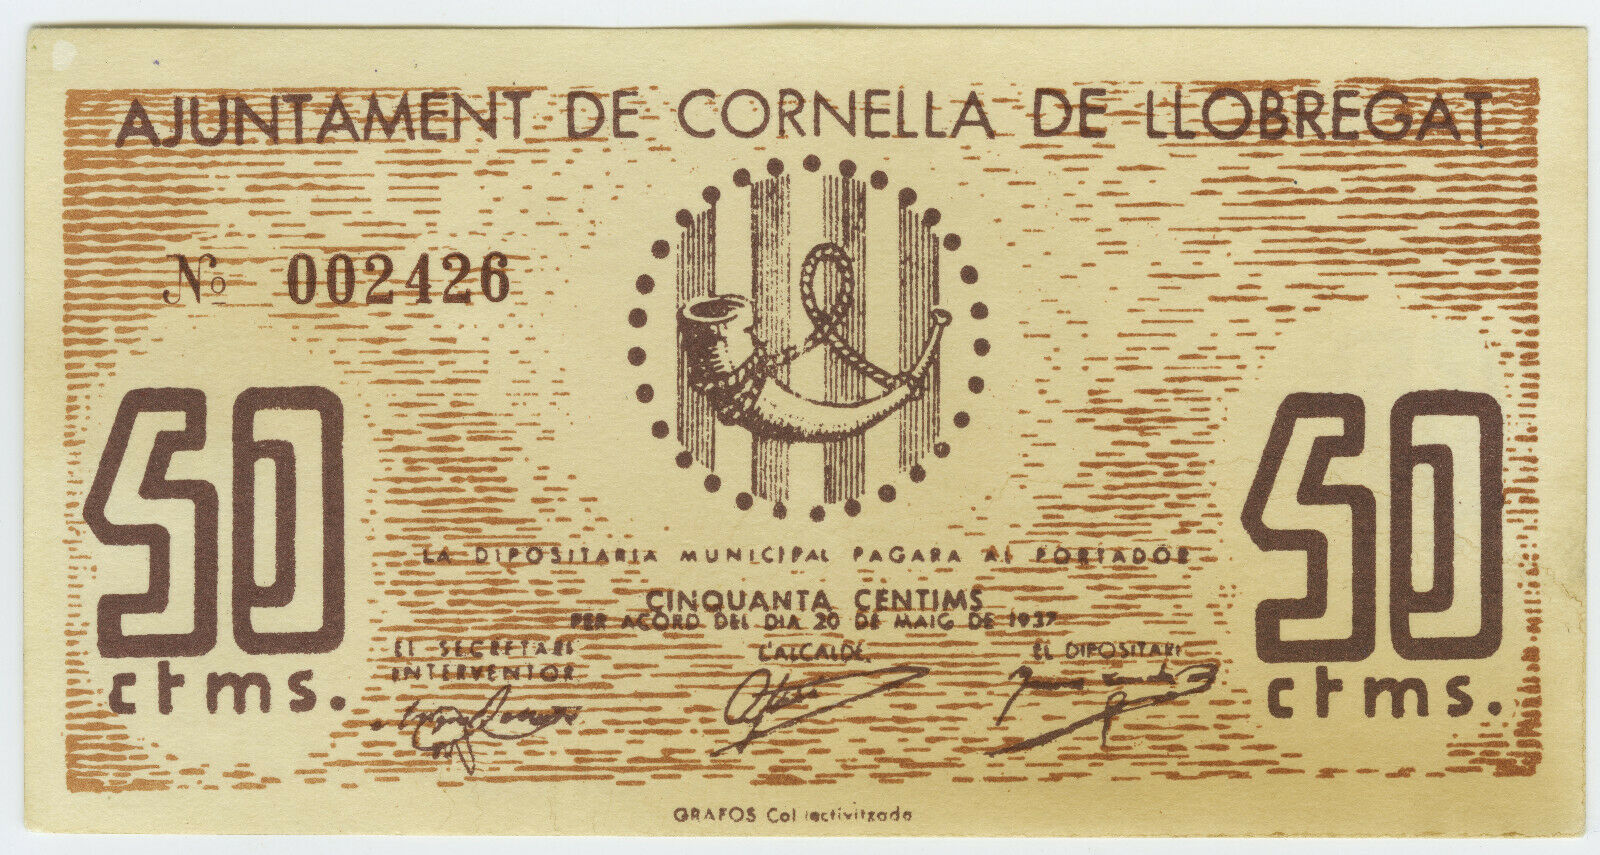 AJUNTAMENT DE CORNELLA DE LLOBREGAT
No 002426
50 ctms.
50 ctms.
LA DIPOSITARIA MUNICIPAL PAGARA AL PORTADOR
CINQUANTA CENTIMS
PER ACORD DEL DIA 20 DE MAIG DE 1937
EL SECRETARI INTERVENTOR
L'ALCALDE,
EL DIPOSITARI
GRAFOS Col lectivitzada